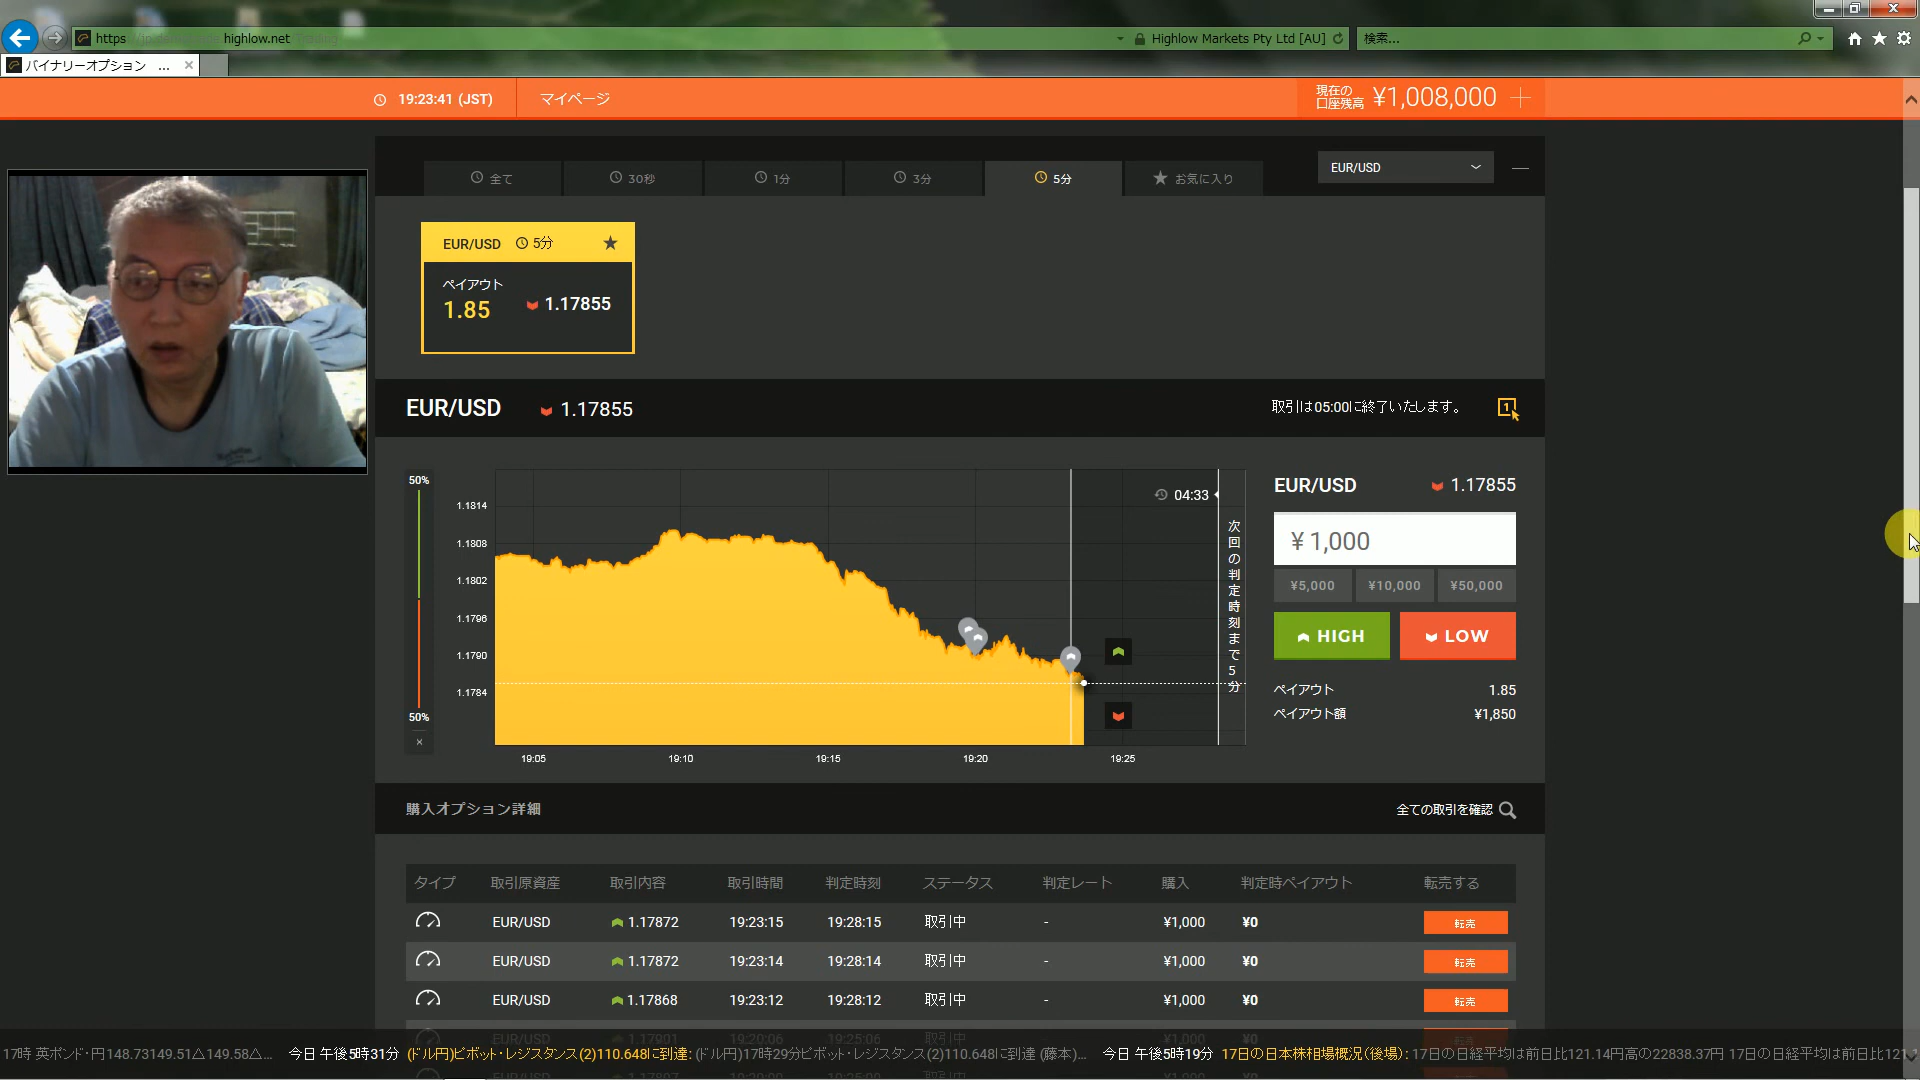 https
highlow.net
Highlow Markets Pty Ltd [AU]
検索...
バイナリーオプション ...
19:23:41 (JST)
マイページ
現在の
口座残高
¥1,008,000
全て
30秒
1分
3分
5分
お気に入り
EUR/USD
EUR/USD 5分
ペイアウト
1.85
1.17855
EUR/USD 1.17855
取引は05:00に終了いたします。
1
50%
50%
×
1.1814
1.1808
1.1802
1.1796
1.1790
1.1784
04:33
次回の判定時刻まで5分
19:05 19:10 19:15 19:20 19:25
EUR/USD 1.17855
¥ 1,000
¥5,000 ¥10,000 ¥50,000
HIGH LOW
ペイアウト 1.85
ペイアウト額 ¥1,850
購入オプション詳細
全ての取引を確認
タイプ 取引原資産 取引内容 取引時間 判定時刻 ステータス 判定レート 購入 判定時ペイアウト 転売する
EUR/USD 1.17872 19:23:15 19:28:15 取引中 - ¥1,000 ¥0 転売
EUR/USD 1.17872 19:23:14 19:28:14 取引中 - ¥1,000 ¥0 転売
EUR/USD 1.17868 19:23:12 19:28:12 取引中 - ¥1,000 ¥0 転売
17時 英ポンド・円148.73149.51△149.58△... 今日 午後5時31分 (ドル円)ピボット・レジスタンス(2)110.648に到達: (ドル円)17時29分ピボット・レジスタンス(2)110.648に到達 (藤本)... 今日 午後5時19分 17日の日本株相場概況(後場): 17日の日経平均は前日比121.14円高の22838.37円 17日の日経平均は前日比121.1